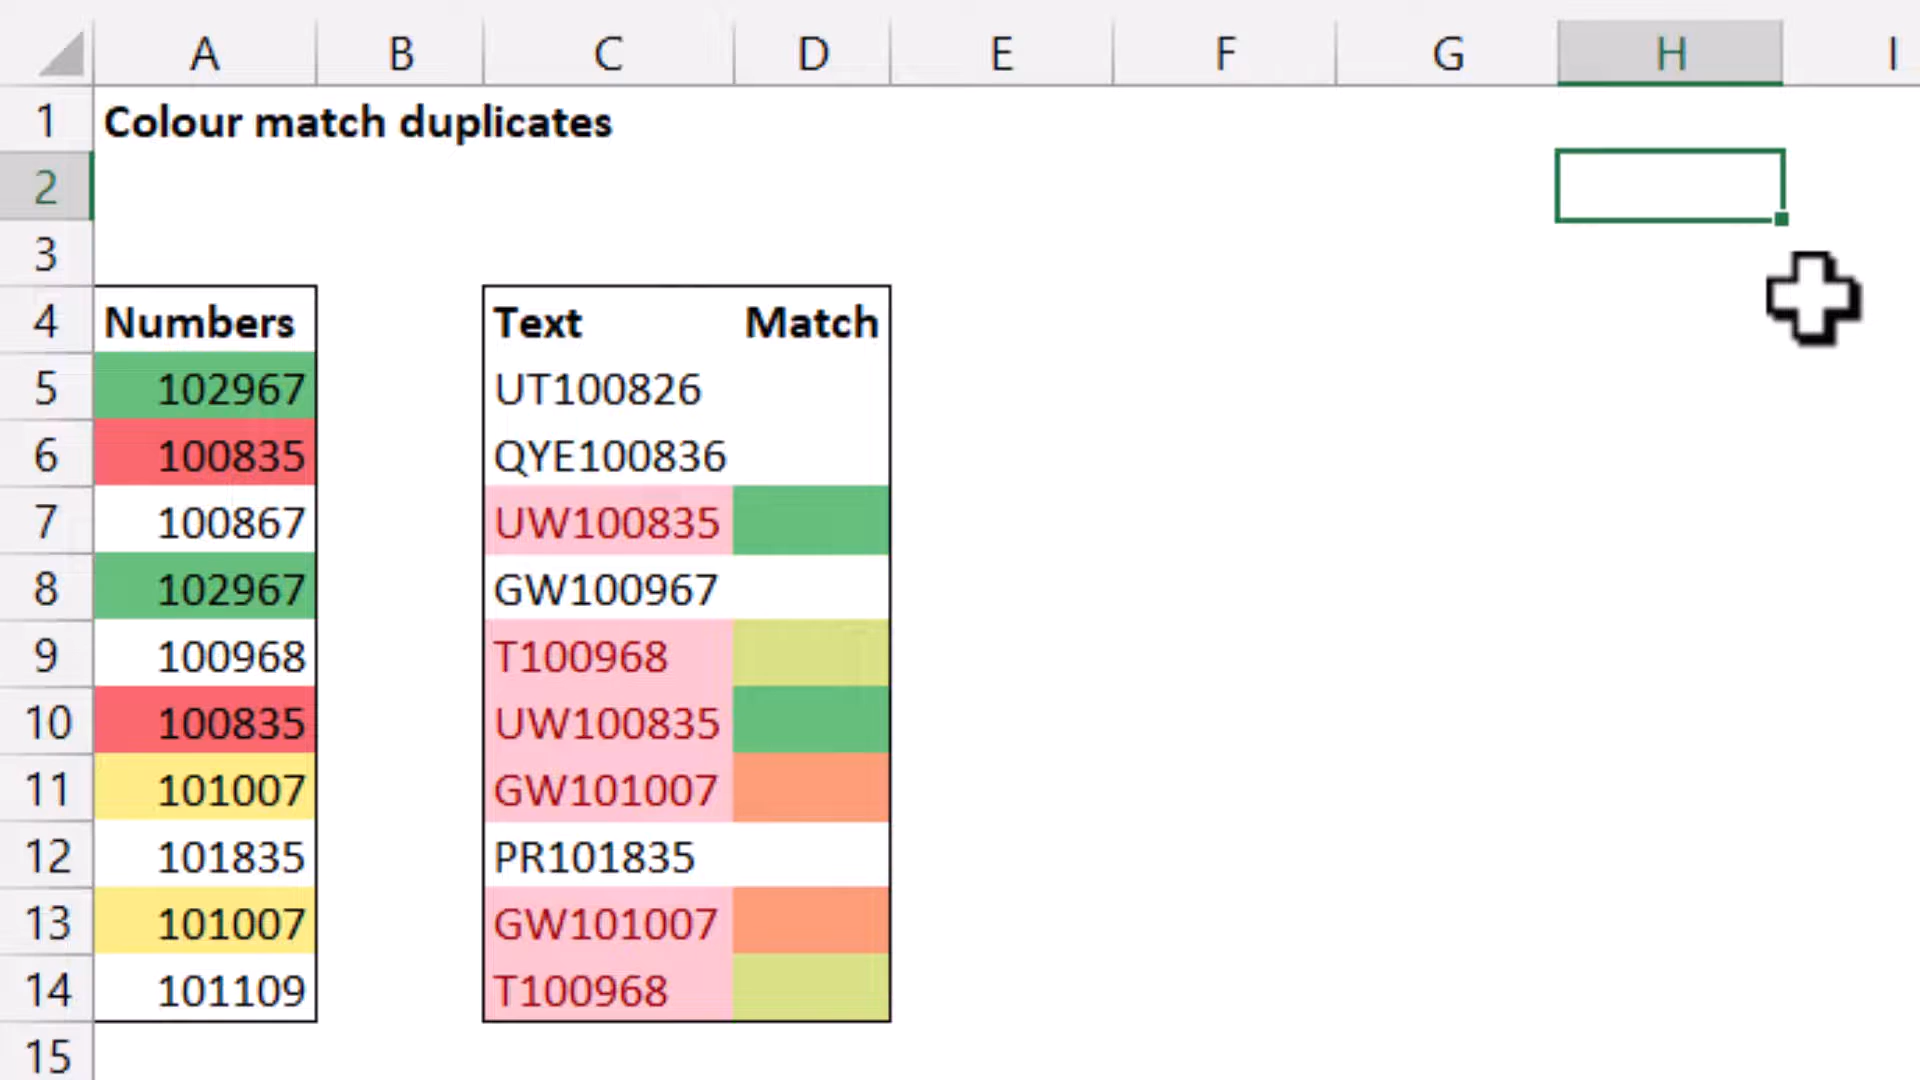 A B C D E F G H I
1 Colour match duplicates
2
3
4 Numbers Text Match
5 102967 UT100826
6 100835 QYE100836
7 100867 UW100835
8 102967 GW100967
9 100968 T100968
10 100835 UW100835
11 101007 GW101007
12 101835 PR101835
13 101007 GW101007
14 101109 T100968
15